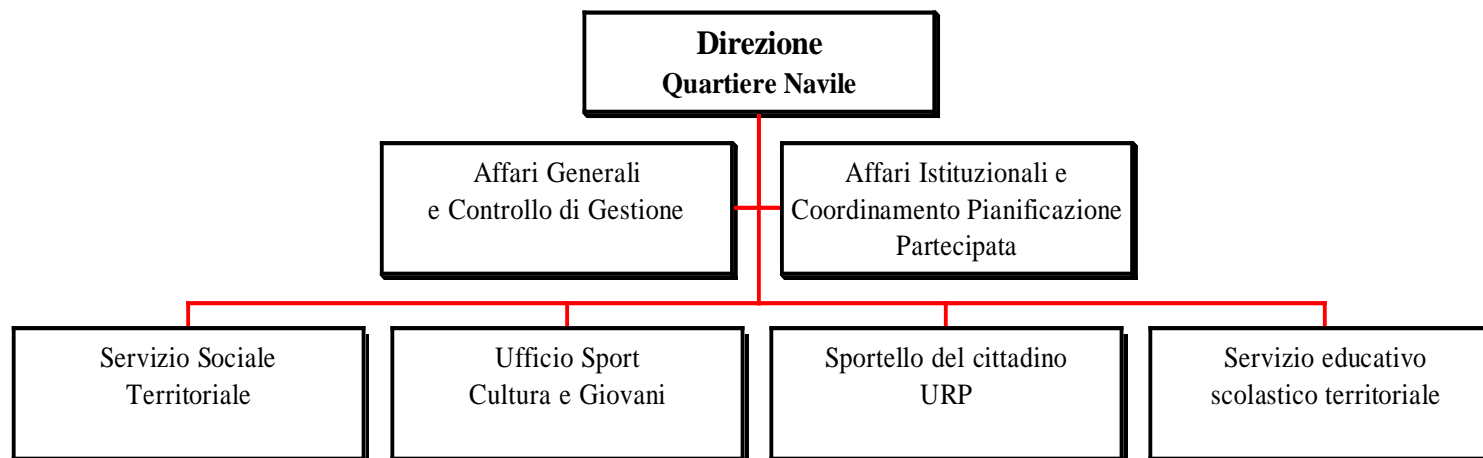 Direzione
Quartiere Navile
Affari Generali
e Controllo di Gestione
Affari Istituzionali e
Coordinamento Pianificazione
Partecipata
Servizio Sociale
Territoriale
Ufficio Sport
Cultura e Giovani
Sportello del cittadino
URP
Servizio educativo
scolastico territoriale